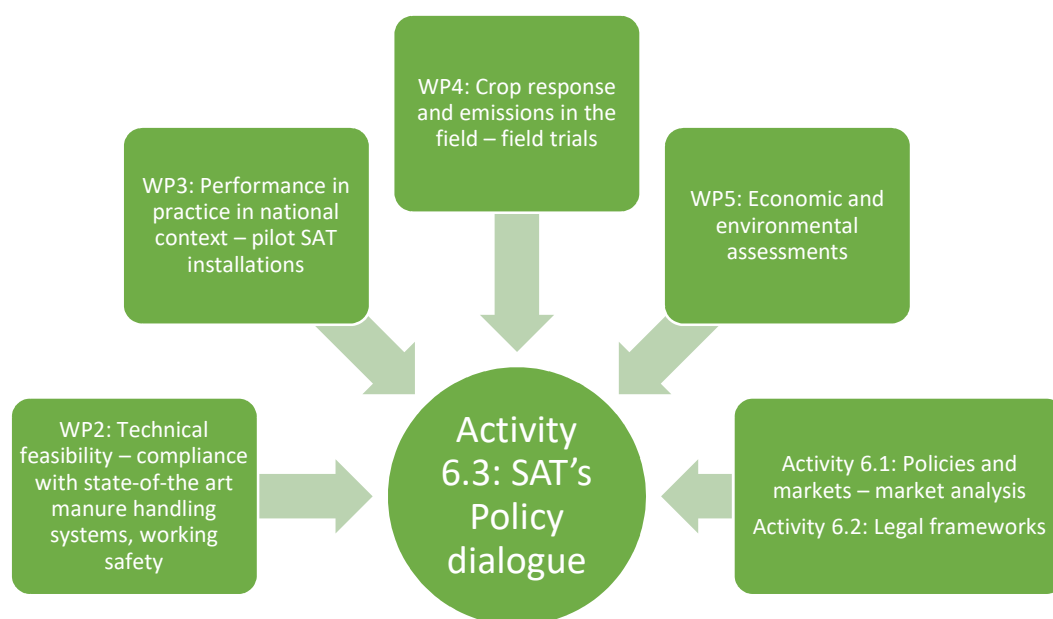 WP4: Crop response
and emissions in the
field – field trials
WP3: Performance in
practice in national
context – pilot SAT
installations
WP5: Economic and
environmental
assessments
WP2: Technical
feasibility – compliance
with state-of-the art
manure handling
systems, working
safety
Activity
6.3: SAT’s
Policy
dialogue
Activity 6.1: Policies and
markets – market analysis
Activity 6.2: Legal frameworks